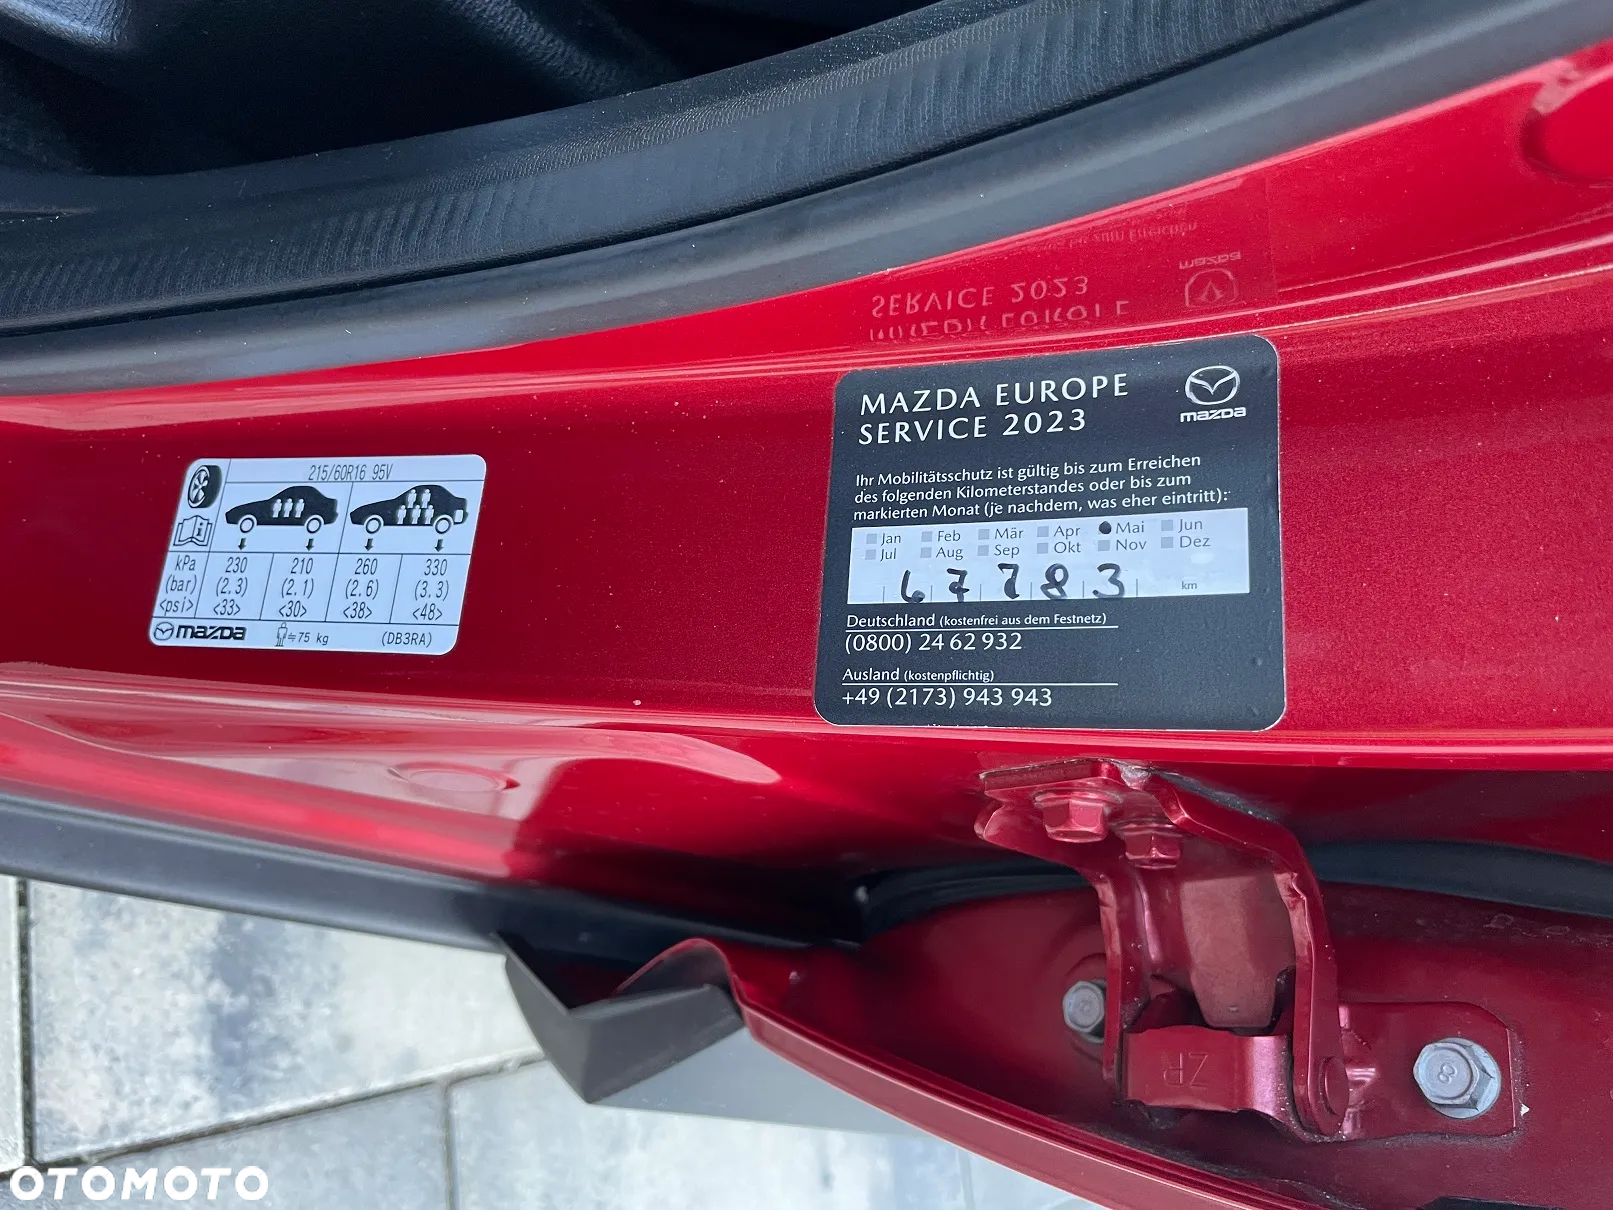 215/60R16 95V
kPa 230 210 260 330
(bar) (2.3) (2.1) (2.6) (3.3)
<psi> <33> <30> <38> <48>
mazda ≒75 kg (DB3RA)
MAZDA EUROPE
SERVICE 2023
mazda
Ihr Mobilitätsschutz ist gültig bis zum Erreichen
des folgenden Kilometerstandes oder bis zum
markierten Monat (je nachdem, was eher eintritt):
Jan Feb Mär Apr Mai Jun
Jul Aug Sep Okt Nov Dez
67783 km
Deutschland (kostenfrei aus dem Festnetz)
(0800) 24 62 932
Ausland (kostenpflichtig)
+49 (2173) 943 943
ZR
8
OTOMOTO